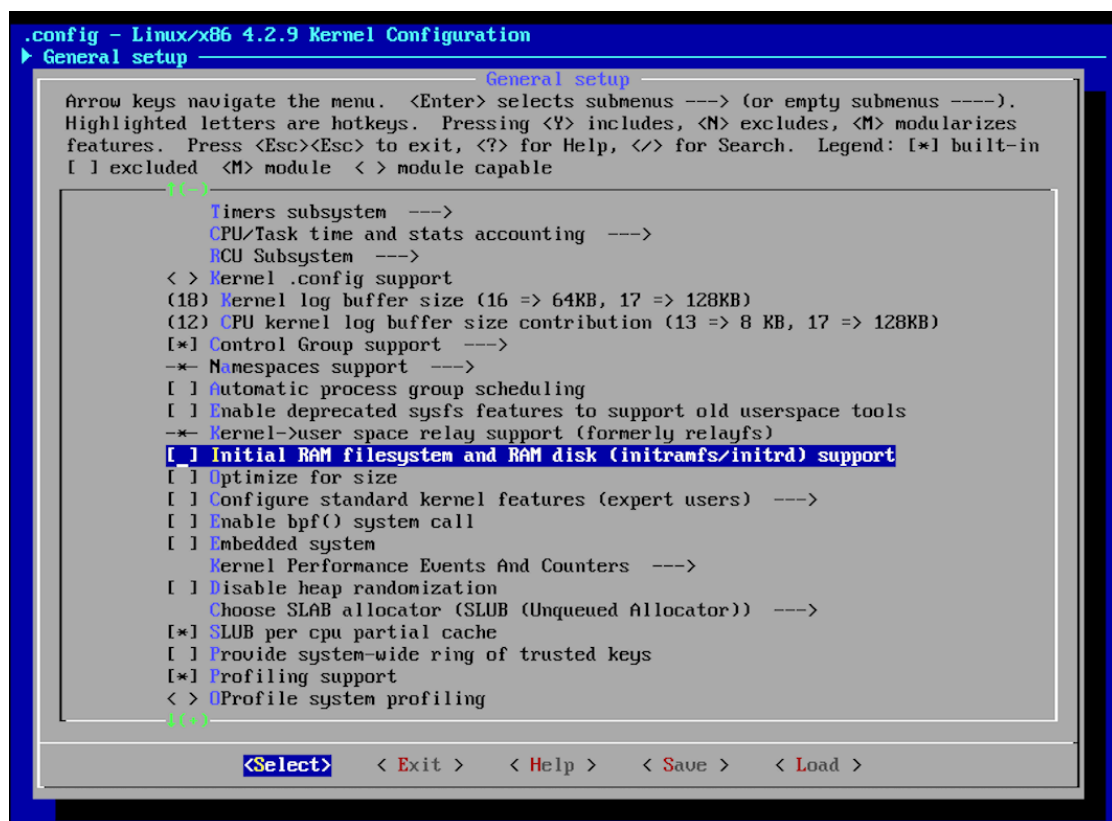 .config - Linux/x86 4.2.9 Kernel Configuration
▶ General setup
General setup
Arrow keys navigate the menu.  <Enter> selects submenus ---> (or empty submenus ----).
Highlighted letters are hotkeys.  Pressing <Y> includes, <N> excludes, <M> modularizes
features.  Press <Esc><Esc> to exit, <?> for Help, </> for Search.  Legend: [*] built-in
[ ] excluded  <M> module  < > module capable
↑(-)
Timers subsystem  --->
CPU/Task time and stats accounting  --->
RCU Subsystem  --->
< > Kernel .config support
(18) Kernel log buffer size (16 => 64KB, 17 => 128KB)
(12) CPU kernel log buffer size contribution (13 => 8 KB, 17 => 128KB)
[*] Control Group support  --->
-*- Namespaces support  --->
[ ] Automatic process group scheduling
[ ] Enable deprecated sysfs features to support old userspace tools
-*- Kernel->user space relay support (formerly relayfs)
[ ] Initial RAM filesystem and RAM disk (initramfs/initrd) support
[ ] Optimize for size
[ ] Configure standard kernel features (expert users)  --->
[ ] Enable bpf() system call
[ ] Embedded system
Kernel Performance Events And Counters  --->
[ ] Disable heap randomization
Choose SLAB allocator (SLUB (Unqueued Allocator))  --->
[*] SLUB per cpu partial cache
[ ] Provide system-wide ring of trusted keys
[*] Profiling support
< > OProfile system profiling
↓(+)
<Select>    < Exit >    < Help >    < Save >    < Load >